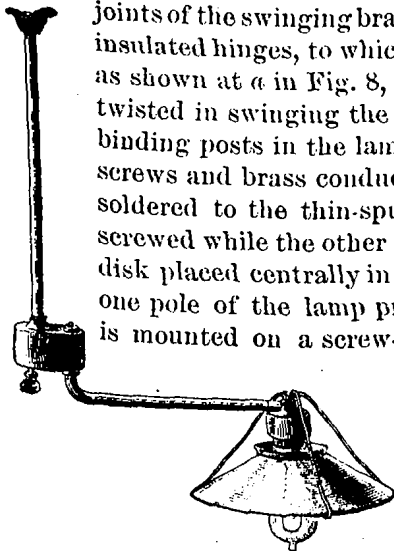 joints of the swinging bra
insulated hinges, to whic
as shown at a in Fig. 8,
twisted in swinging the
binding posts in the lam
screws and brass condu
soldered to the thin-spu
screwed while the other
disk placed centrally in
one pole of the lamp p
is mounted on a screw-